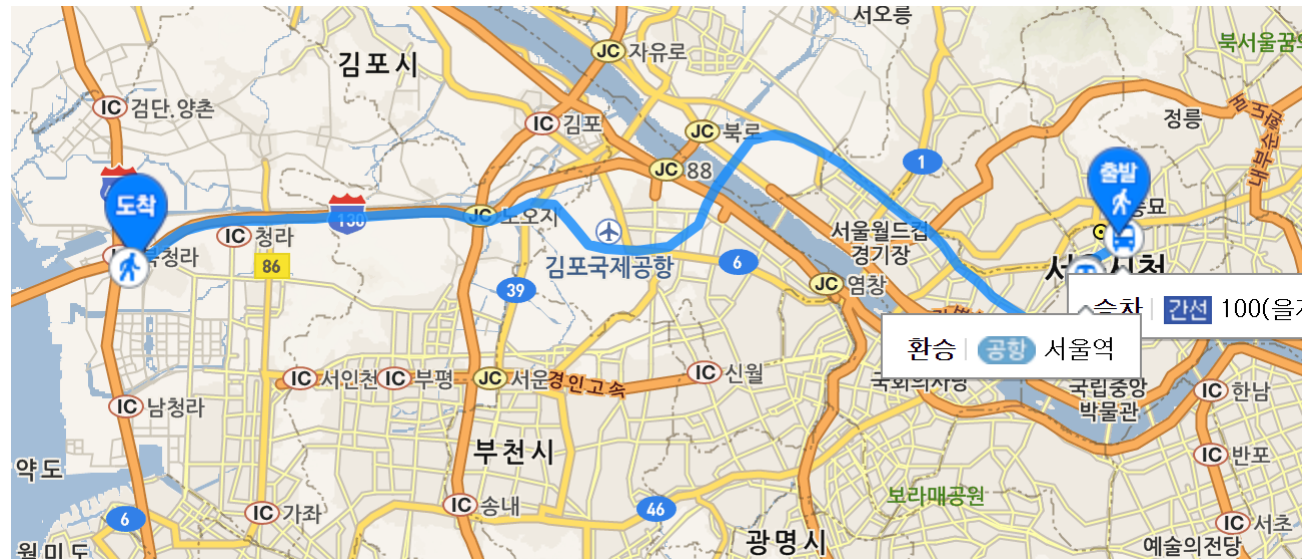 서오릉
북서울꿈의
JC 자유로
김포시
IC 검단.양촌
IC 김포
JC 북로
정릉
내부순환
JC 88
1
출발
도착
종묘
130
JC 노오지
IC 청라
북청라
서울월드컵
경기장
김포국제공항
6
86
39
JC 염창
승차 간선 100(을지
환승 공항 서울역
IC 서인천
IC 부평
JC 서운
경인고속
IC 신월
국회의사당
국립중앙
박물관
IC 한남
IC 남청라
부천시
IC 반포
약도
보라매공원
IC 송내
46
6
IC 가좌
IC 서초
광명시
예술의전당
월미도